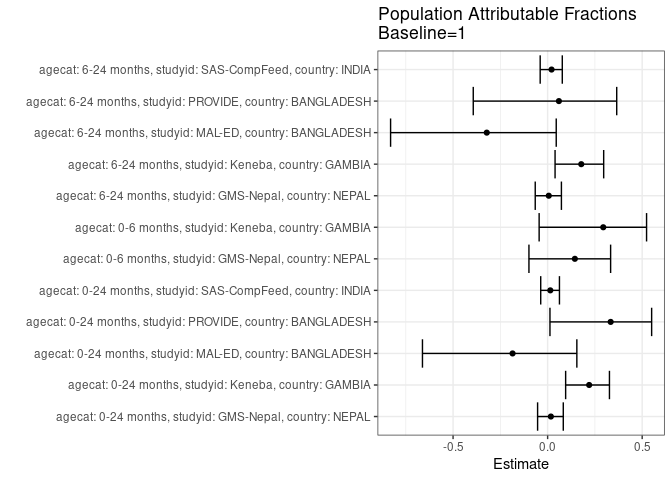 Population Attributable Fractions
Baseline=1
agecat: 6-24 months, studyid: SAS-CompFeed, country: INDIA
agecat: 6-24 months, studyid: PROVIDE, country: BANGLADESH
agecat: 6-24 months, studyid: MAL-ED, country: BANGLADESH
agecat: 6-24 months, studyid: Keneba, country: GAMBIA
agecat: 6-24 months, studyid: GMS-Nepal, country: NEPAL
agecat: 0-6 months, studyid: Keneba, country: GAMBIA
agecat: 0-6 months, studyid: GMS-Nepal, country: NEPAL
agecat: 0-24 months, studyid: SAS-CompFeed, country: INDIA
agecat: 0-24 months, studyid: PROVIDE, country: BANGLADESH
agecat: 0-24 months, studyid: MAL-ED, country: BANGLADESH
agecat: 0-24 months, studyid: Keneba, country: GAMBIA
agecat: 0-24 months, studyid: GMS-Nepal, country: NEPAL
-0.5 0.0 0.5
Estimate